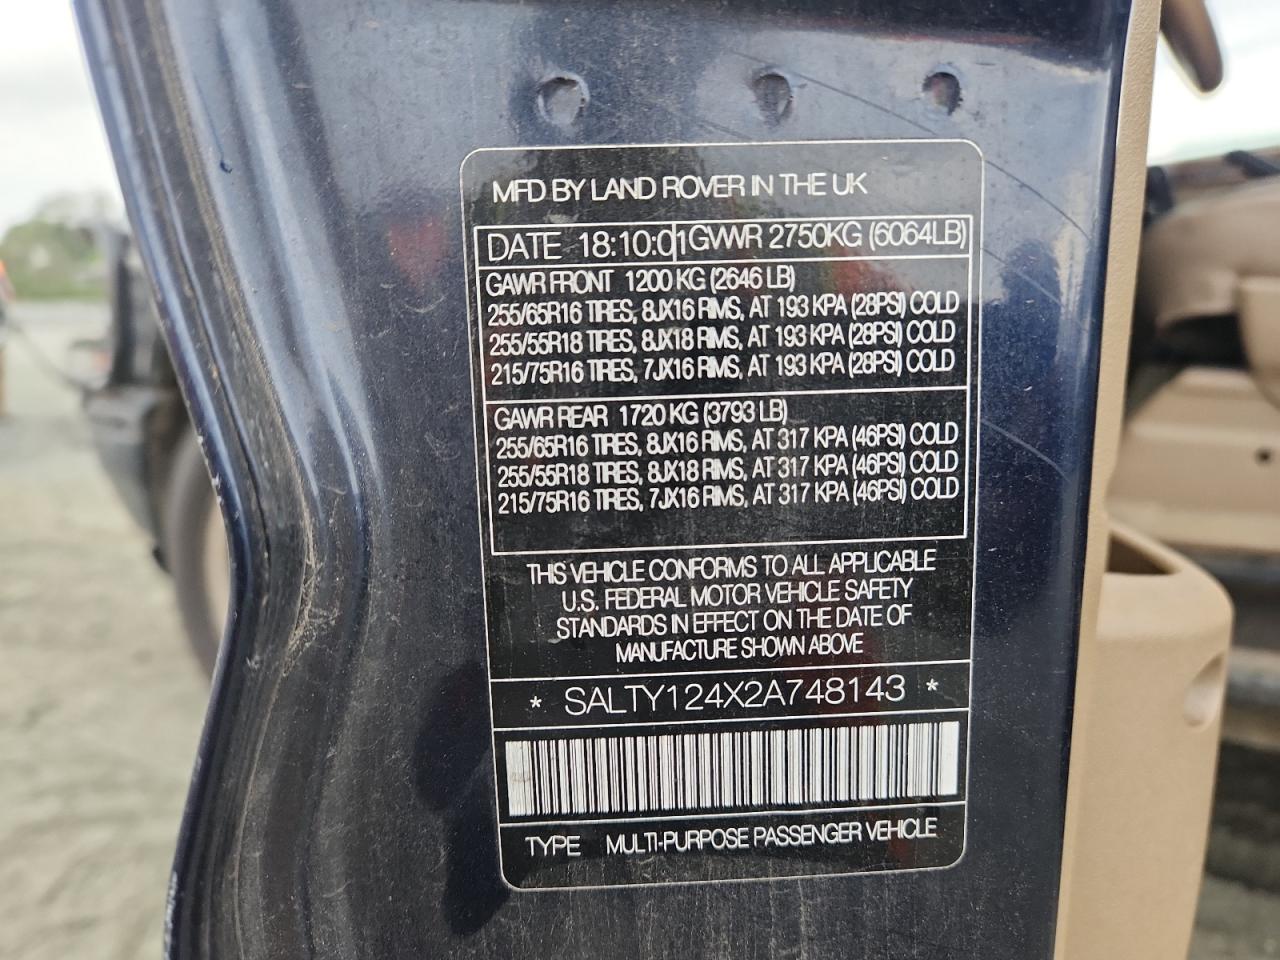 MFD BY LAND ROVER IN THE UK
DATE 18:10:01 GVWR 2750KG (6064LB)
GAWR FRONT 1200 KG (2646 LB)
255/65R16 TIRES, 8JX16 RIMS, AT 193 KPA (28PSI) COLD
255/55R18 TIRES, 8JX18 RIMS, AT 193 KPA (28PSI) COLD
215/75R16 TIRES, 7JX16 RIMS, AT 193 KPA (28PSI) COLD
GAWR REAR 1720 KG (3793 LB)
255/65R16 TIRES, 8JX16 RIMS, AT 317 KPA (46PSI) COLD
255/55R18 TIRES, 8JX18 RIMS, AT 317 KPA (46PSI) COLD
215/75R16 TIRES, 7JX16 RIMS, AT 317 KPA (46PSI) COLD
THIS VEHICLE CONFORMS TO ALL APPLICABLE
U.S. FEDERAL MOTOR VEHICLE SAFETY
STANDARDS IN EFFECT ON THE DATE OF
MANUFACTURE SHOWN ABOVE
* SALTY124X2A748143 *
TYPE MULTI-PURPOSE PASSENGER VEHICLE